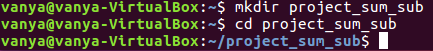 vanya@vanya-VirtualBox:~$ mkdir project_sum_sub
vanya@vanya-VirtualBox:~$ cd project_sum_sub
vanya@vanya-VirtualBox:~/project_sum_sub$